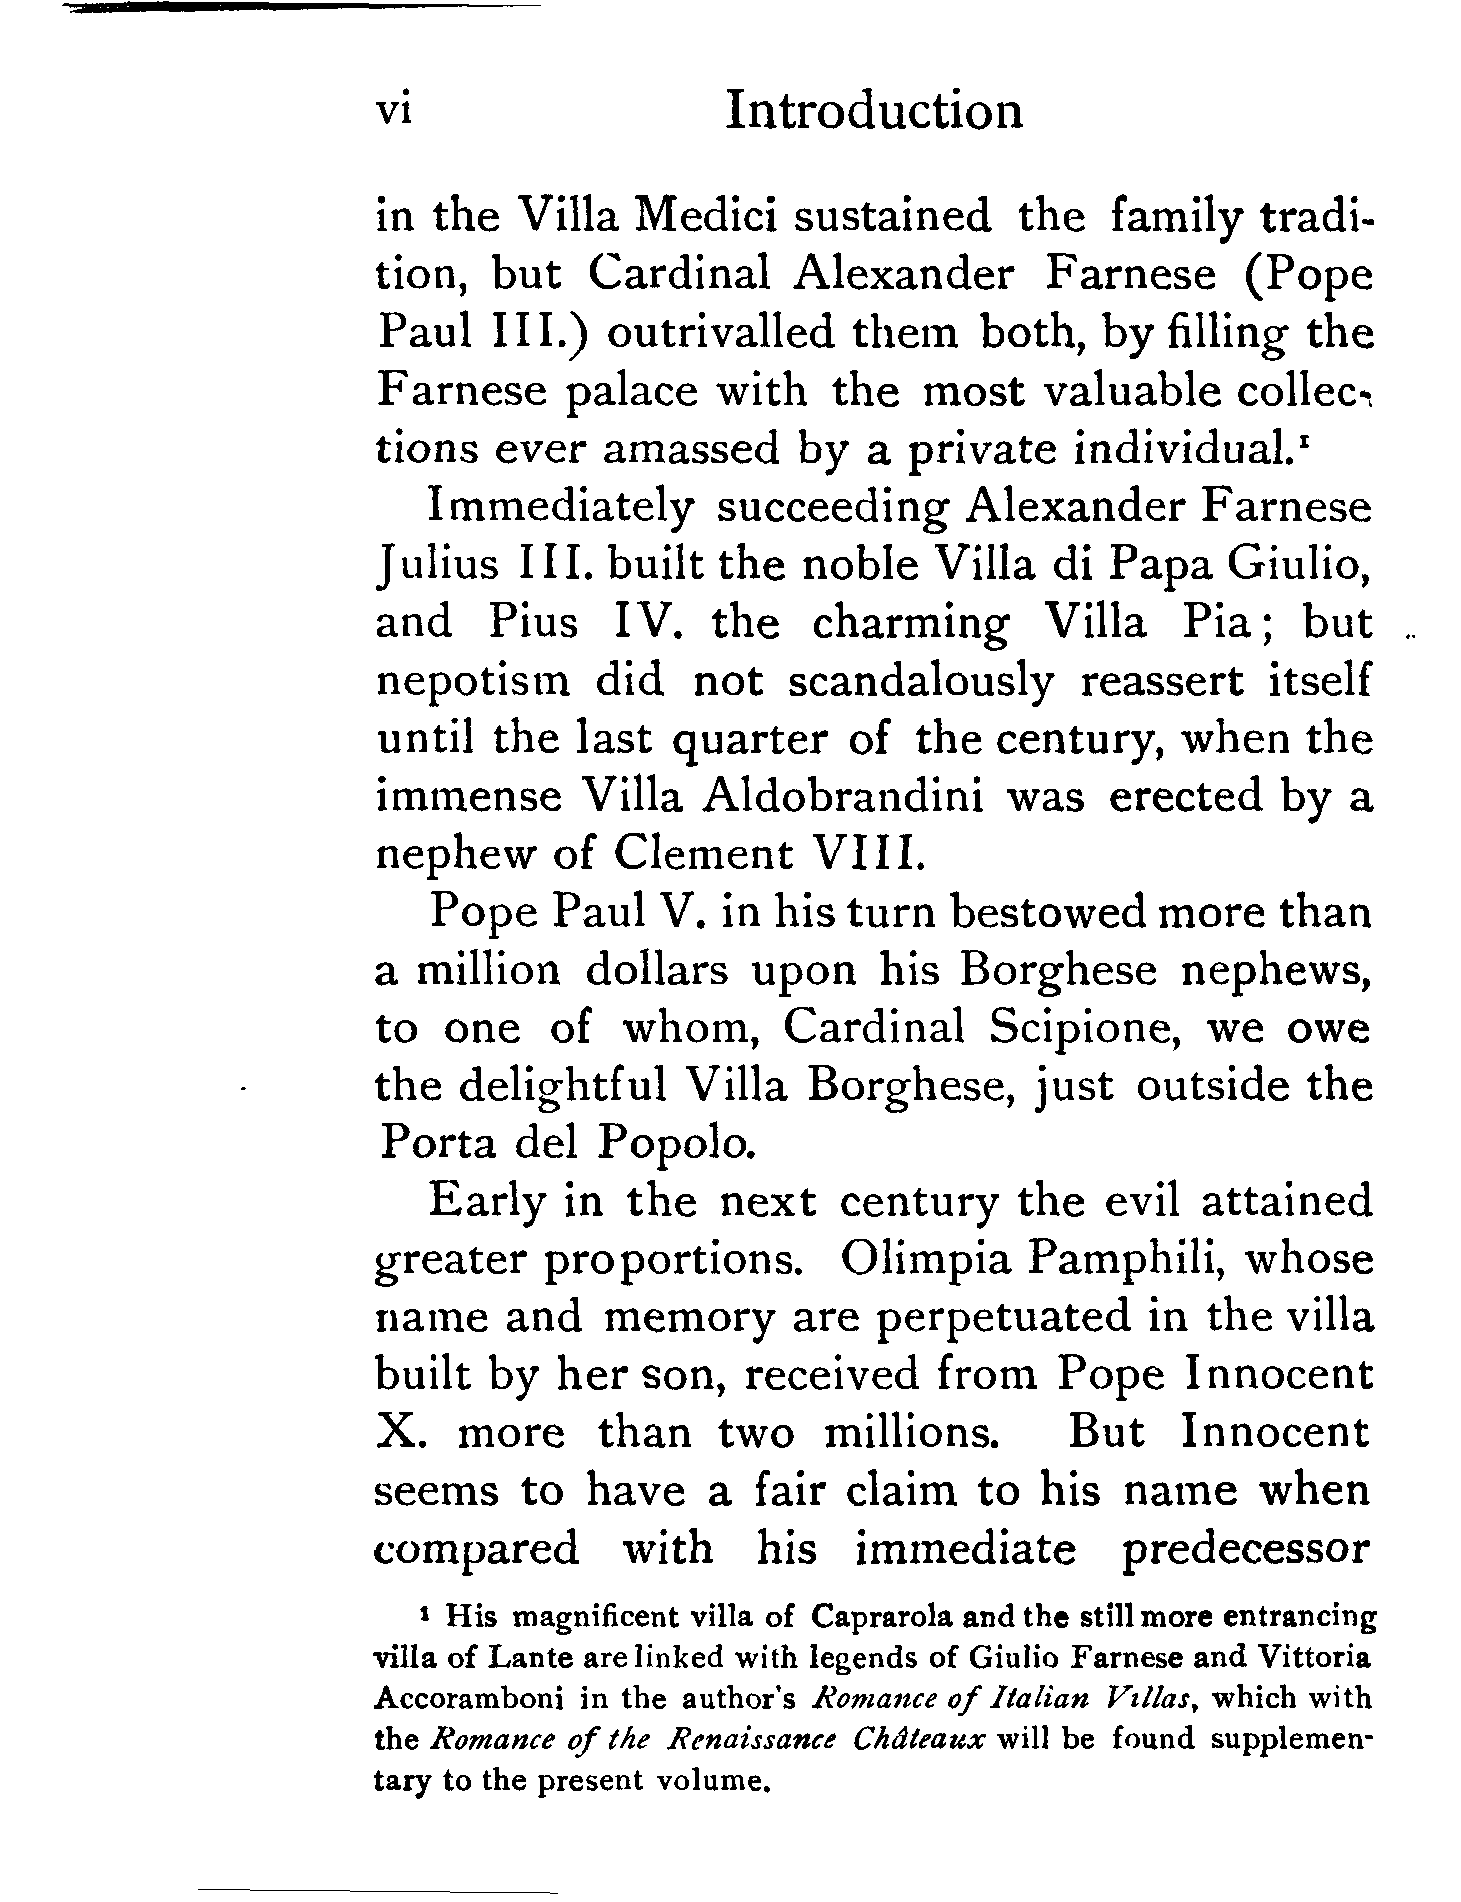 vi Introduction
in the Villa Medici sustained the family tradi-
tion, but Cardinal Alexander Farnese (Pope
Paul III.) outrivalled them both, by filling the
Farnese palace with the most valuable collec-
tions ever amassed by a private individual.¹
Immediately succeeding Alexander Farnese
Julius III. built the noble Villa di Papa Giulio,
and Pius IV. the charming Villa Pia; but
nepotism did not scandalously reassert itself
until the last quarter of the century, when the
immense Villa Aldobrandini was erected by a
nephew of Clement VIII.
Pope Paul V. in his turn bestowed more than
a million dollars upon his Borghese nephews,
to one of whom, Cardinal Scipione, we owe
the delightful Villa Borghese, just outside the
Porta del Popolo.
Early in the next century the evil attained
greater proportions. Olimpia Pamphili, whose
name and memory are perpetuated in the villa
built by her son, received from Pope Innocent
X. more than two millions. But Innocent
seems to have a fair claim to his name when
compared with his immediate predecessor
¹ His magnificent villa of Caprarola and the still more entrancing
villa of Lante are linked with legends of Giulio Farnese and Vittoria
Accoramboni in the author's Romance of Italian Villas, which with
the Romance of the Renaissance Châteaux will be found supplemen-
tary to the present volume.